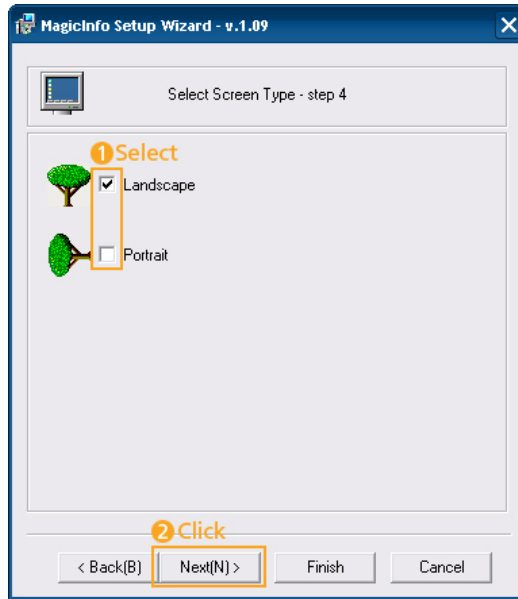 MagicInfo Setup Wizard - v.1.09
Select Screen Type - step 4
1 Select
Landscape
Portrait
2 Click
< Back(B) Next(N) > Finish Cancel